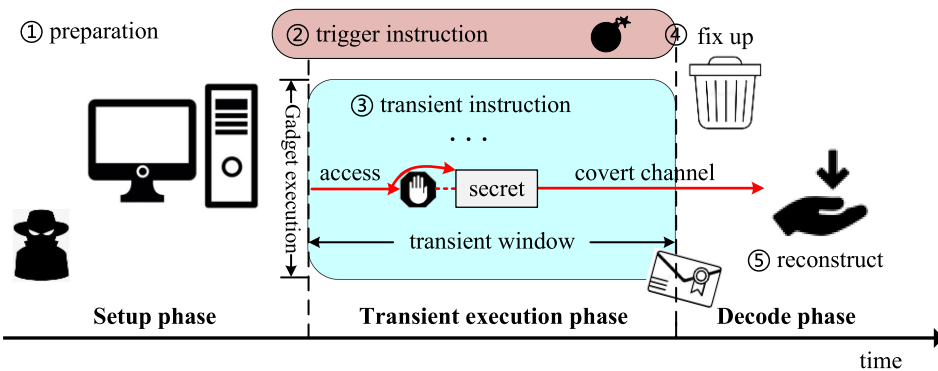 ① preparation
② trigger instruction
④ fix up
③ transient instruction
. . .
Gadget execution
access
secret
covert channel
transient window
⑤ reconstruct
Setup phase
Transient execution phase
Decode phase
time